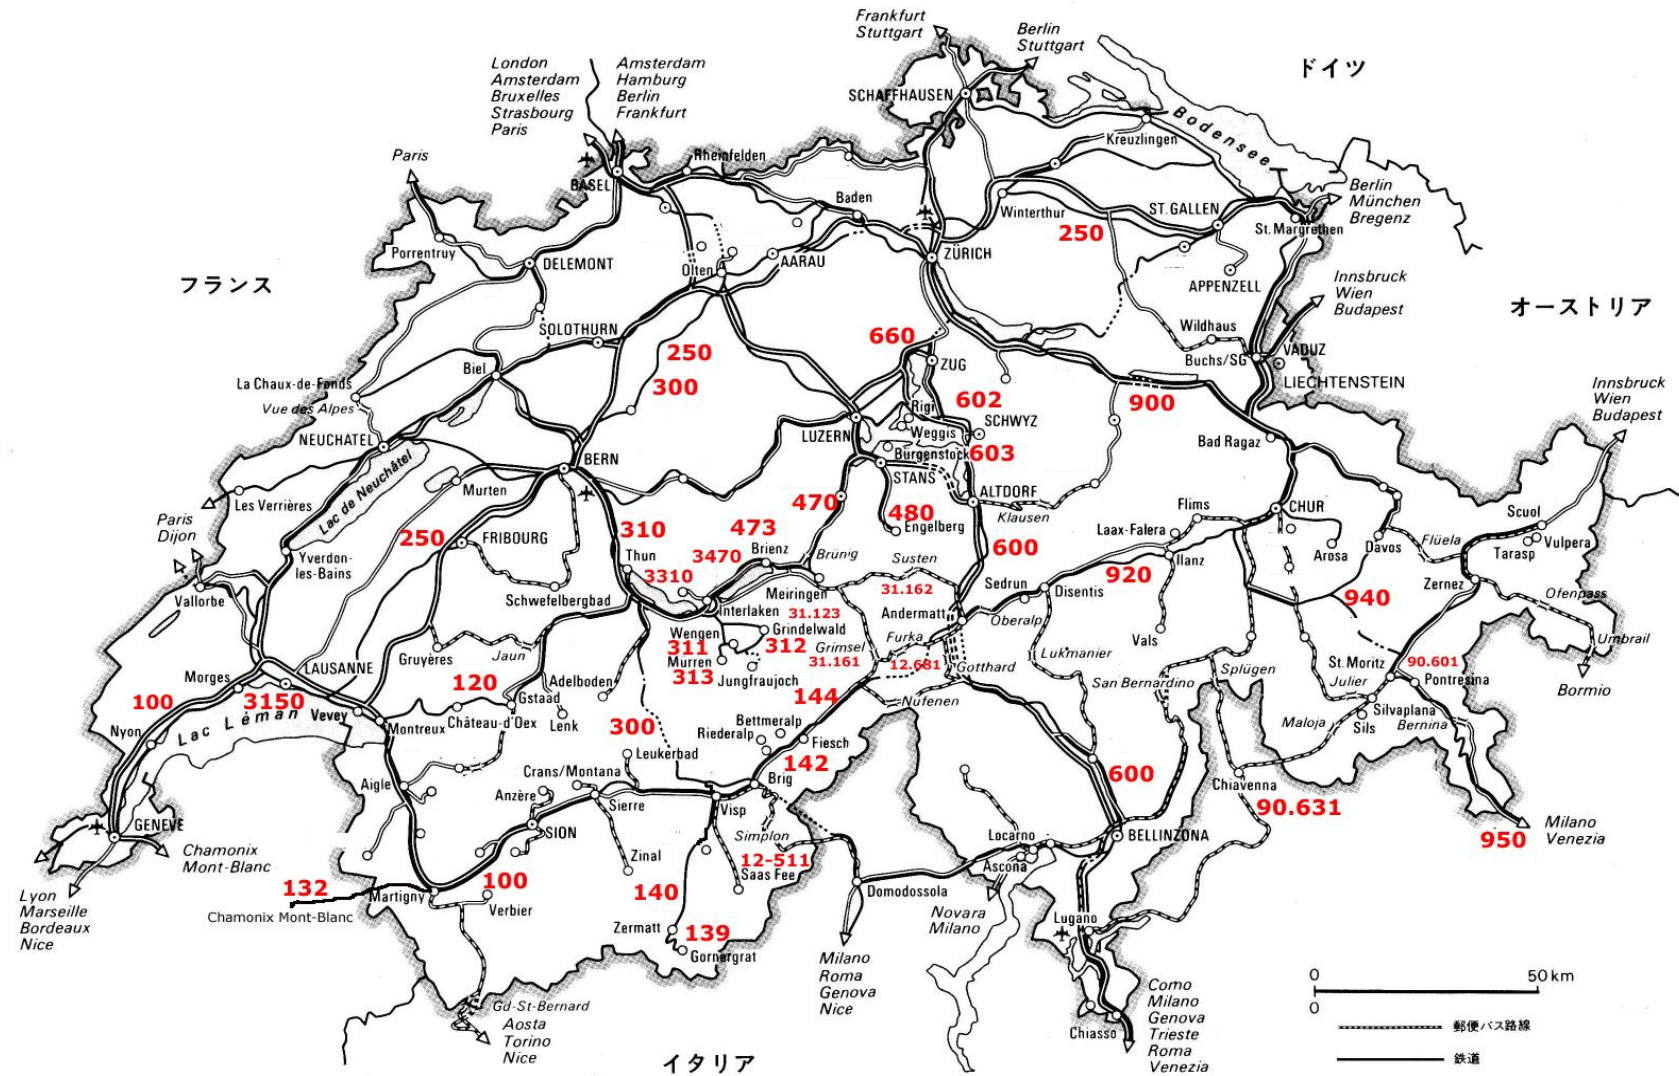 Frankfurt
Stuttgart
Berlin
Stuttgart
ドイツ
London
Amsterdam
Bruxelles
Strasbourg
Paris
Amsterdam
Hamburg
Berlin
Frankfurt
SCHAFFHAUSEN
Bodensee
Kreuzlingen
Paris
Rheinfelden
BASEL
Baden
Winterthur
ST. GALLEN
250
St. Margrethen
Berlin
München
Bregenz
Porrentruy
DELEMONT
Olten
AARAU
ZÜRICH
APPENZELL
フランス
Innsbruck
Wien
Budapest
オーストリア
SOLOTHURN
660
Wildhaus
Buchs/SG
VADUZ
LIECHTENSTEIN
Biel
250
300
ZUG
La Chaux-de-Fonds
Vue des Alpes
602
900
Innsbruck
Wien
Budapest
NEUCHATEL
LUZERN
Rigi
Weggis
SCHWYZ
Bad Ragaz
BERN
Bürgenstock
603
STANS
Lac de Neuchâtel
Murten
Les Verrières
470
480
Engelberg
ALTDORF
Klausen
Flims
CHUR
Paris
Dijon
250
FRIBOURG
310
473
3470
Brienz
Brünig
600
Laax-Falera
Arosa
Davos
Flüela
Scuol
Tarasp
Vulpera
Yverdon-
les-Bains
Thun
3310
Susten
Sedrun
920
Ilanz
Zernez
Vallorbe
Schwefelbergbad
Interlaken
Meiringen
31.162
31.123
Andermatt
Disentis
Oberalp
940
Ofenpass
Wengen
311
Grindelwald
312
Grimsel
Furka
Vals
Umbrail
Gruyères
Jaun
Mürren
313
Jungfraujoch
31.161
12.681
Gotthard
Lukmanier
Splügen
St. Moritz
90.601
Morges
LAUSANNE
Adelboden
144
Nufenen
San Bernardino
Julier
Pontresina
Bormio
100
3150
120
Gstaad
Silvaplana
Nyon
Lac Léman
Vevey
Montreux
Château-d'Oex
Lenk
300
Bettmeralp
Riederalp
Fiesch
Maloja
Sils
Bernina
Leukerbad
142
600
Aigle
Crans/Montana
Brig
Chiavenna
Anzère
Sierre
Visp
90.631
GENEVE
SION
Simplon
Locarno
BELLINZONA
950
Milano
Venezia
Chamonix
Mont-Blanc
Zinal
12-511
Saas Fee
Ascona
132
Martigny
100
140
Domodossola
Lyon
Marseille
Bordeaux
Nice
Chamonix Mont-Blanc
Verbier
Novara
Milano
Lugano
Zermatt
139
Gornergrat
Milano
Roma
Genova
Nice
0
50 km
0
Gd-St-Bernard
Aosta
Torino
Nice
Como
Milano
Genova
Trieste
Roma
Venezia
Chiasso
郵便バス路線
鉄道
イタリア